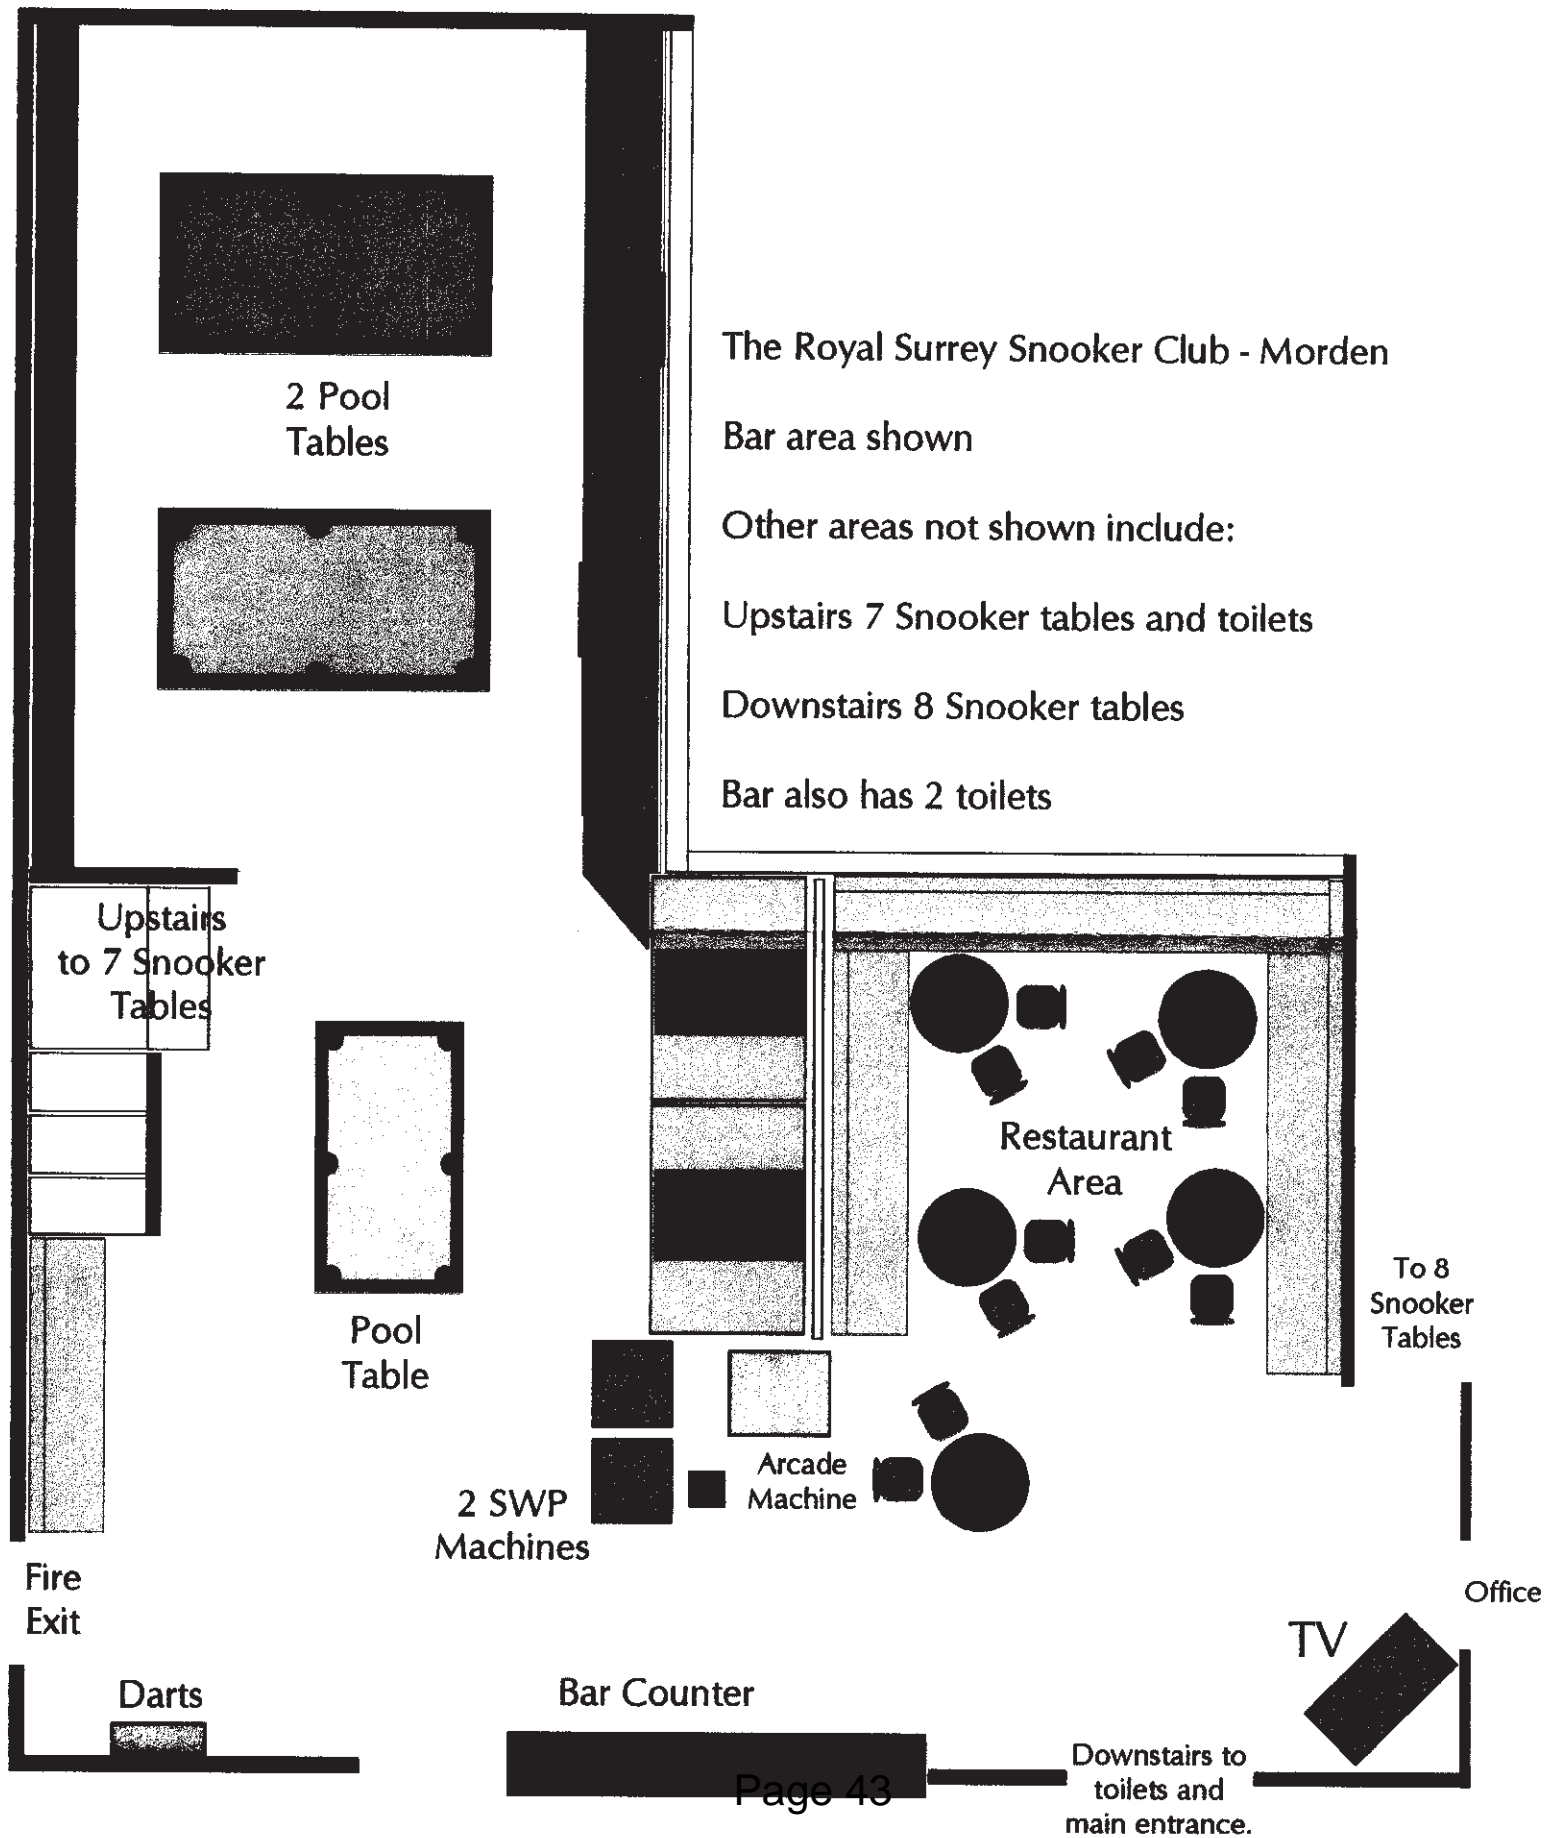 The Royal Surrey Snooker Club - Morden
2 Pool
Tables
Bar area shown
Other areas not shown include:
Upstairs 7 Snooker tables and toilets
Downstairs 8 Snooker tables
Bar also has 2 toilets
Upstairs
to 7 Snooker
Tables
Restaurant
Area
To 8
Snooker
Tables
Pool
Table
Arcade
Machine
2 SWP
Machines
Fire
Exit
Office
TV
Darts
Bar Counter
Downstairs to
toilets and
main entrance.
Page 43